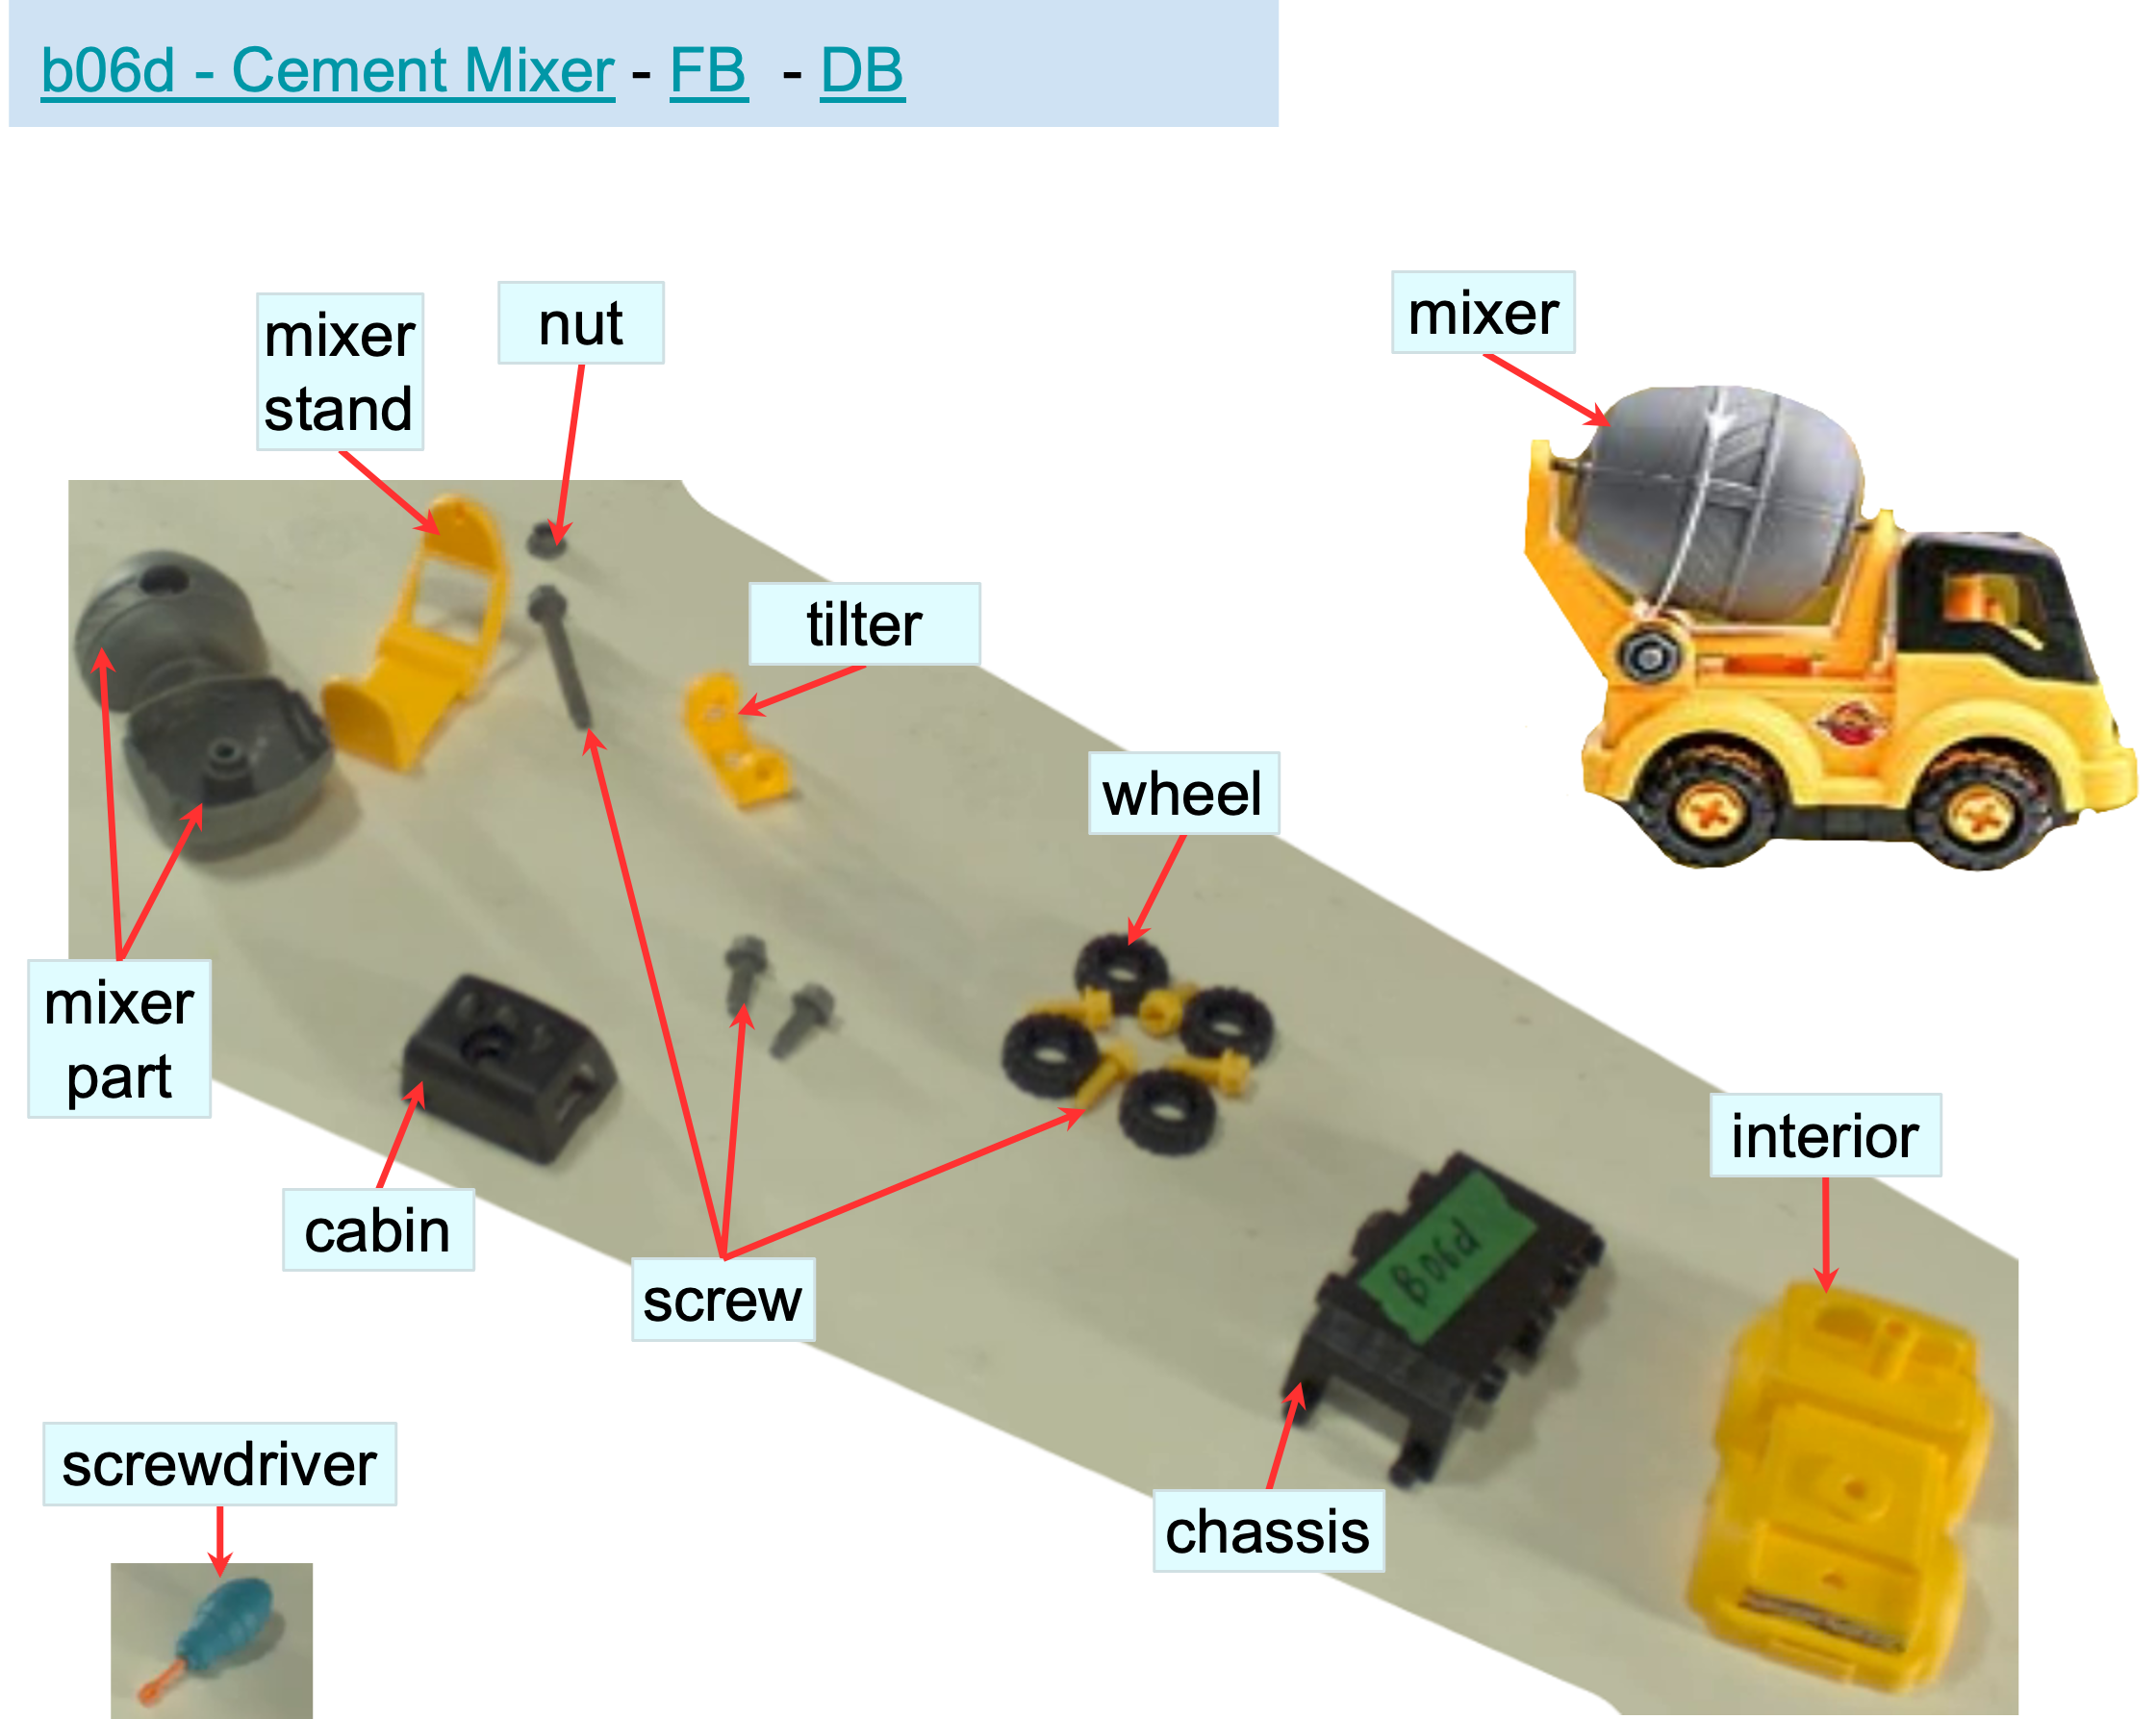 b06d - Cement Mixer - FB - DB
mixer
stand
nut
mixer
tilter
wheel
mixer
part
cabin
screw
interior
B06d
chassis
screwdriver